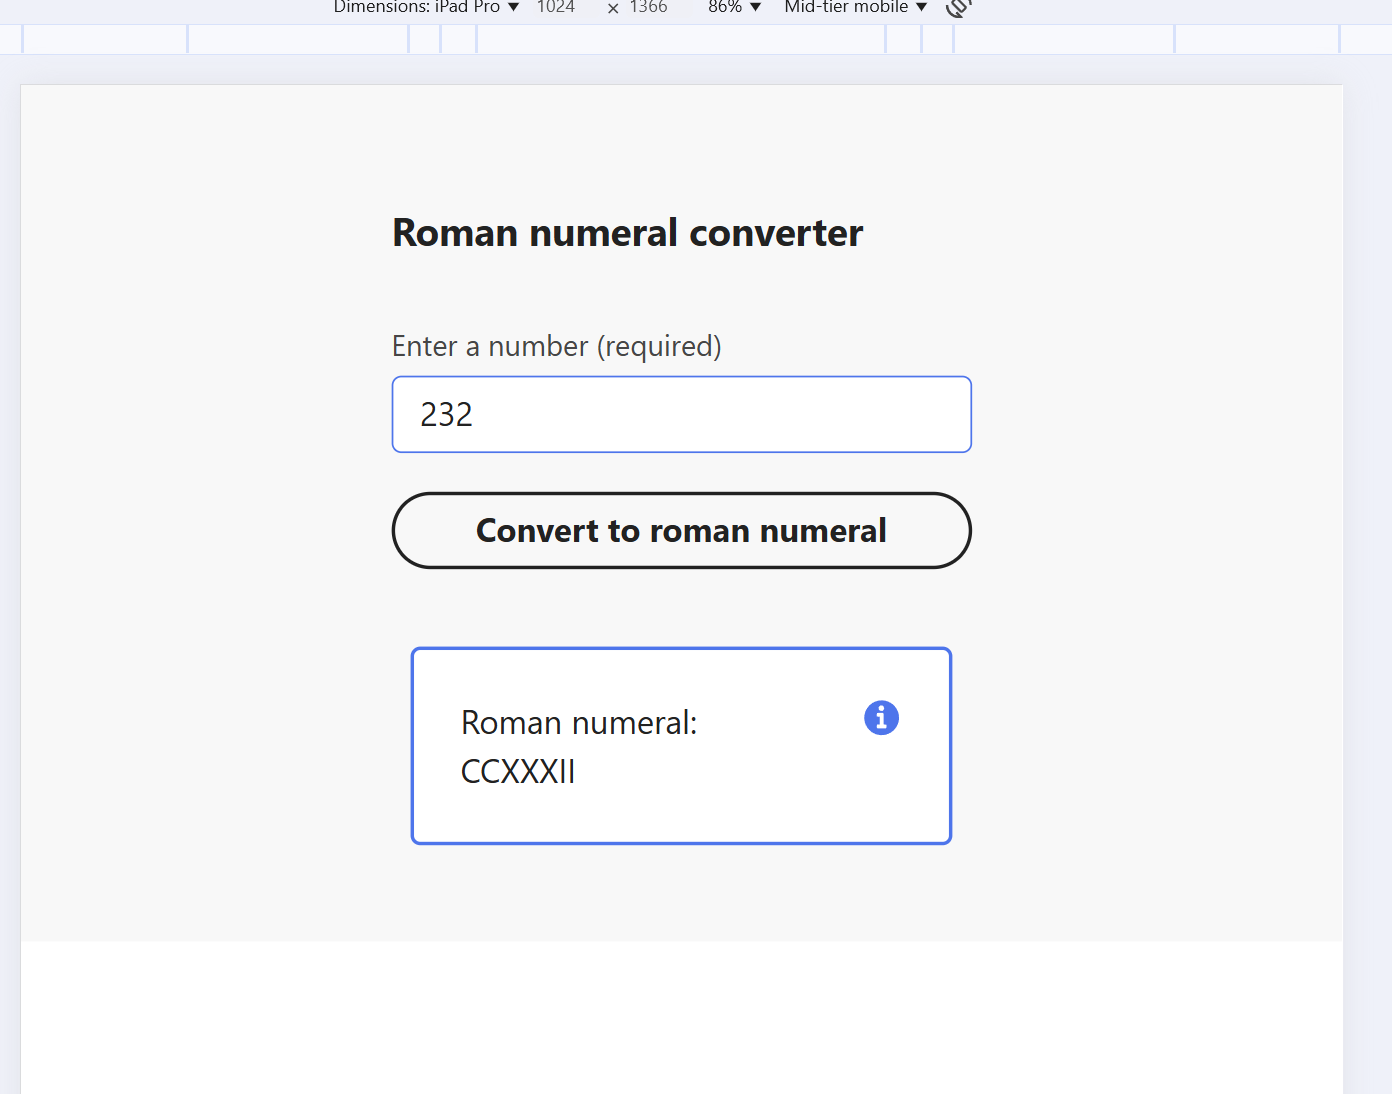 Dimensions: iPad Pro ▼ 1024 × 1366 86% ▼ Mid-tier mobile ▼
Roman numeral converter
Enter a number (required)
232
Convert to roman numeral
Roman numeral:
CCXXXII